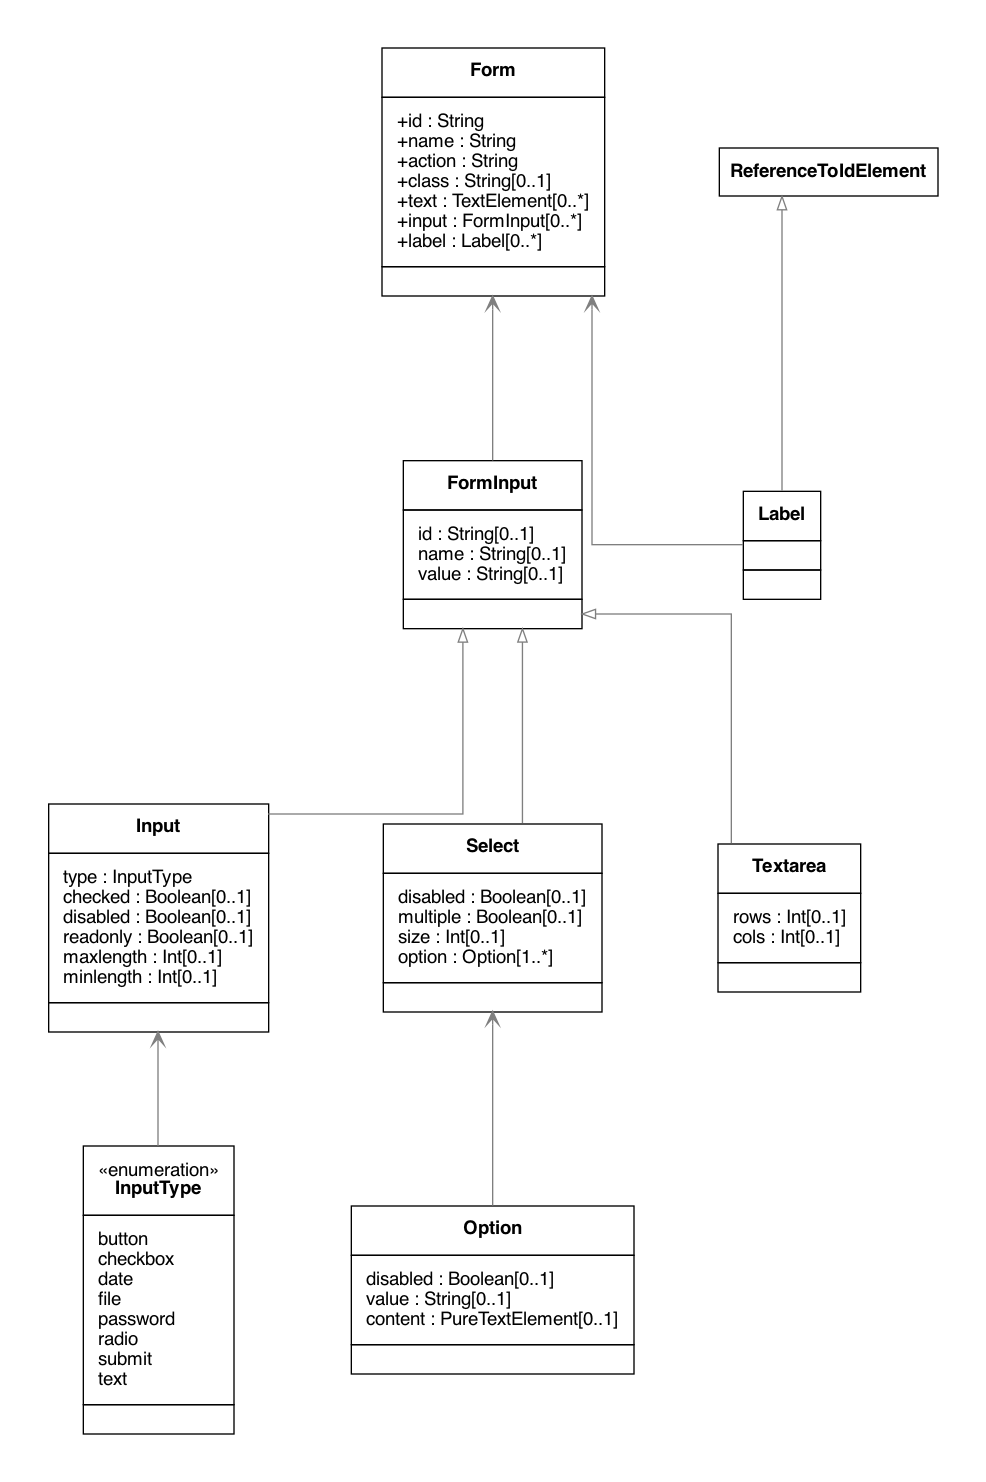 Form
+id : String
+name : String
+action : String
+class : String[0..1]
+text : TextElement[0..*]
+input : FormInput[0..*]
+label : Label[0..*]
ReferenceToIdElement
FormInput
id : String[0..1]
name : String[0..1]
value : String[0..1]
Label
Input
type : InputType
checked : Boolean[0..1]
disabled : Boolean[0..1]
readonly : Boolean[0..1]
maxlength : Int[0..1]
minlength : Int[0..1]
Select
disabled : Boolean[0..1]
multiple : Boolean[0..1]
size : Int[0..1]
option : Option[1..*]
Textarea
rows : Int[0..1]
cols : Int[0..1]
«enumeration»
InputType
button
checkbox
date
file
password
radio
submit
text
Option
disabled : Boolean[0..1]
value : String[0..1]
content : PureTextElement[0..1]